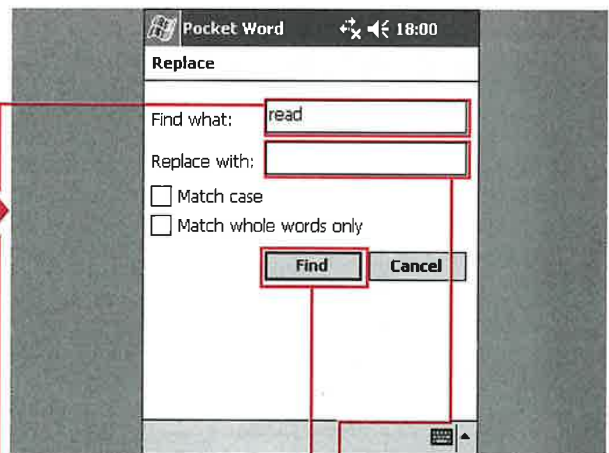 Pocket Word 18:00
Replace
Find what: read
Replace with:
Match case
Match whole words only
Find Cancel